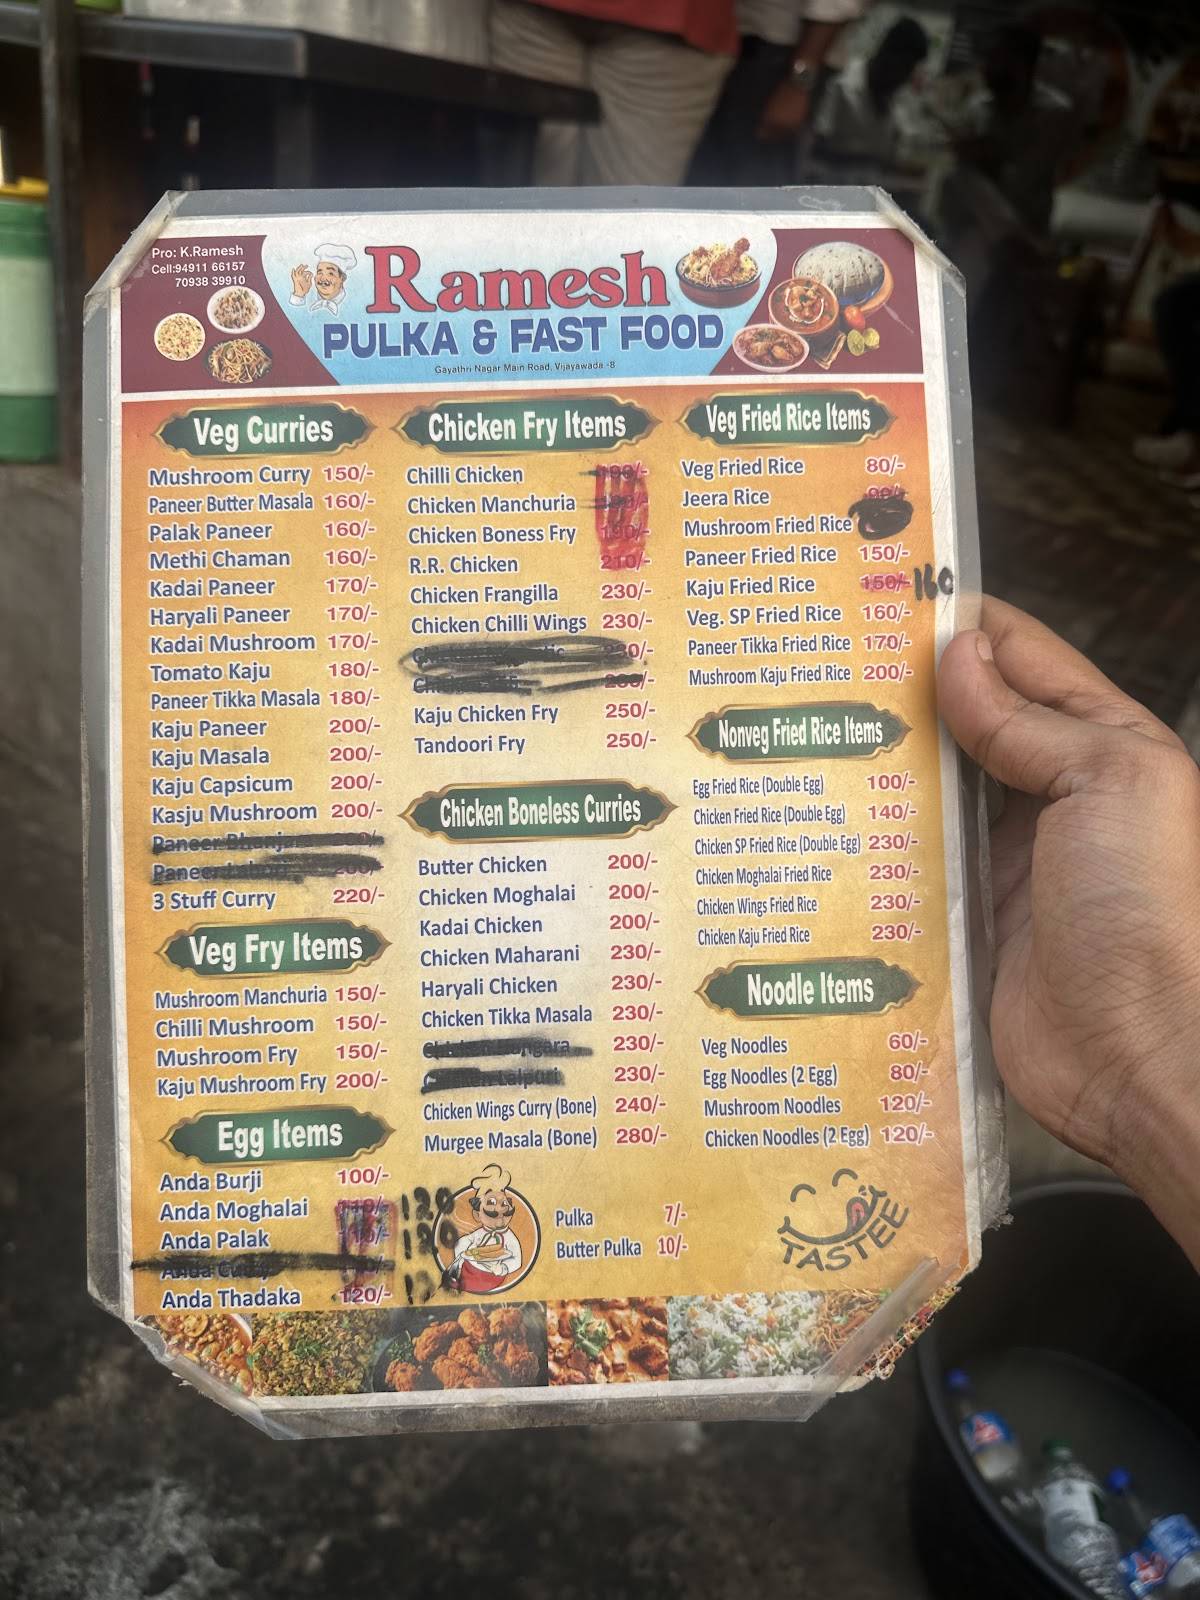 Pro: K.Ramesh
Cell:94911 66157
70938 39910
Ramesh
PULKA & FAST FOOD
Gayathri Nagar Main Road, Vijayawada -8
Veg Curries
Mushroom Curry 150/-
Paneer Butter Masala 160/-
Palak Paneer 160/-
Methi Chaman 160/-
Kadai Paneer 170/-
Haryali Paneer 170/-
Kadai Mushroom 170/-
Tomato Kaju 180/-
Paneer Tikka Masala 180/-
Kaju Paneer 200/-
Kaju Masala 200/-
Kaju Capsicum 200/-
Kasju Mushroom 200/-
Paneer
Paneer 200/-
3 Stuff Curry 220/-
Veg Fry Items
Mushroom Manchuria 150/-
Chilli Mushroom 150/-
Mushroom Fry 150/-
Kaju Mushroom Fry 200/-
Egg Items
Anda Burji 100/-
Anda Moghalai 110/- 120
Anda Palak 120
Anda
Anda Thadaka 120/-
Chicken Fry Items
Chilli Chicken 190/-
Chicken Manchuria
Chicken Boness Fry 190/-
R.R. Chicken 210/-
Chicken Frangilla 230/-
Chicken Chilli Wings 230/-
Kaju Chicken Fry 250/-
Tandoori Fry 250/-
Chicken Boneless Curries
Butter Chicken 200/-
Chicken Moghalai 200/-
Kadai Chicken 200/-
Chicken Maharani 230/-
Haryali Chicken 230/-
Chicken Tikka Masala 230/-
230/-
230/-
Chicken Wings Curry (Bone) 240/-
Murgee Masala (Bone) 280/-
Pulka 7/-
Butter Pulka 10/-
Veg Fried Rice Items
Veg Fried Rice 80/-
Jeera Rice 90/-
Mushroom Fried Rice
Paneer Fried Rice 150/-
Kaju Fried Rice 150/- 160
Veg. SP Fried Rice 160/-
Paneer Tikka Fried Rice 170/-
Mushroom Kaju Fried Rice 200/-
Nonveg Fried Rice Items
Egg Fried Rice (Double Egg) 100/-
Chicken Fried Rice (Double Egg) 140/-
Chicken SP Fried Rice (Double Egg) 230/-
Chicken Moghalai Fried Rice 230/-
Chicken Wings Fried Rice 230/-
Chicken Kaju Fried Rice 230/-
Noodle Items
Veg Noodles 60/-
Egg Noodles (2 Egg) 80/-
Mushroom Noodles 120/-
Chicken Noodles (2 Egg) 120/-
TASTEE